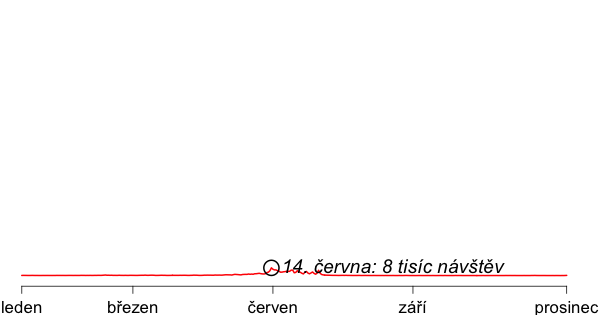 14. června: 8 tisíc návštěv
leden březen červen září prosinec